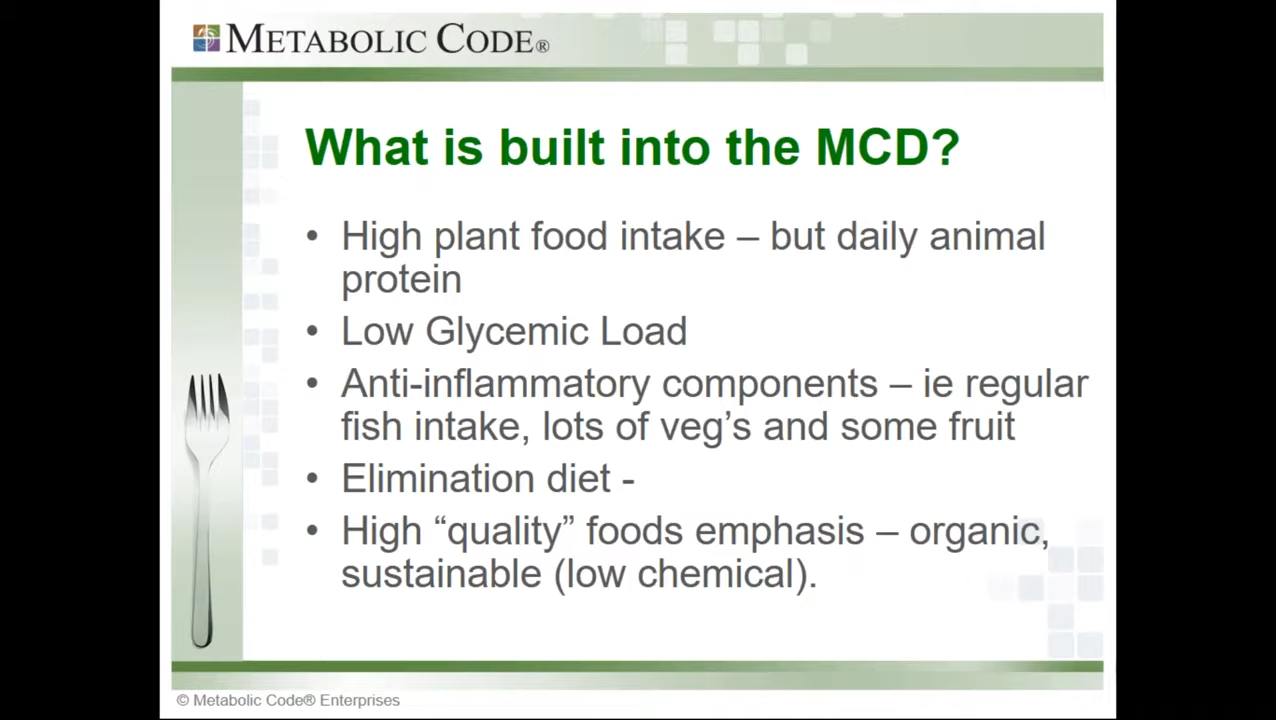 METABOLIC CODE®
What is built into the MCD?
• High plant food intake – but daily animal
protein
• Low Glycemic Load
• Anti-inflammatory components – ie regular
fish intake, lots of veg’s and some fruit
• Elimination diet -
• High “quality” foods emphasis – organic,
sustainable (low chemical).
© Metabolic Code® Enterprises